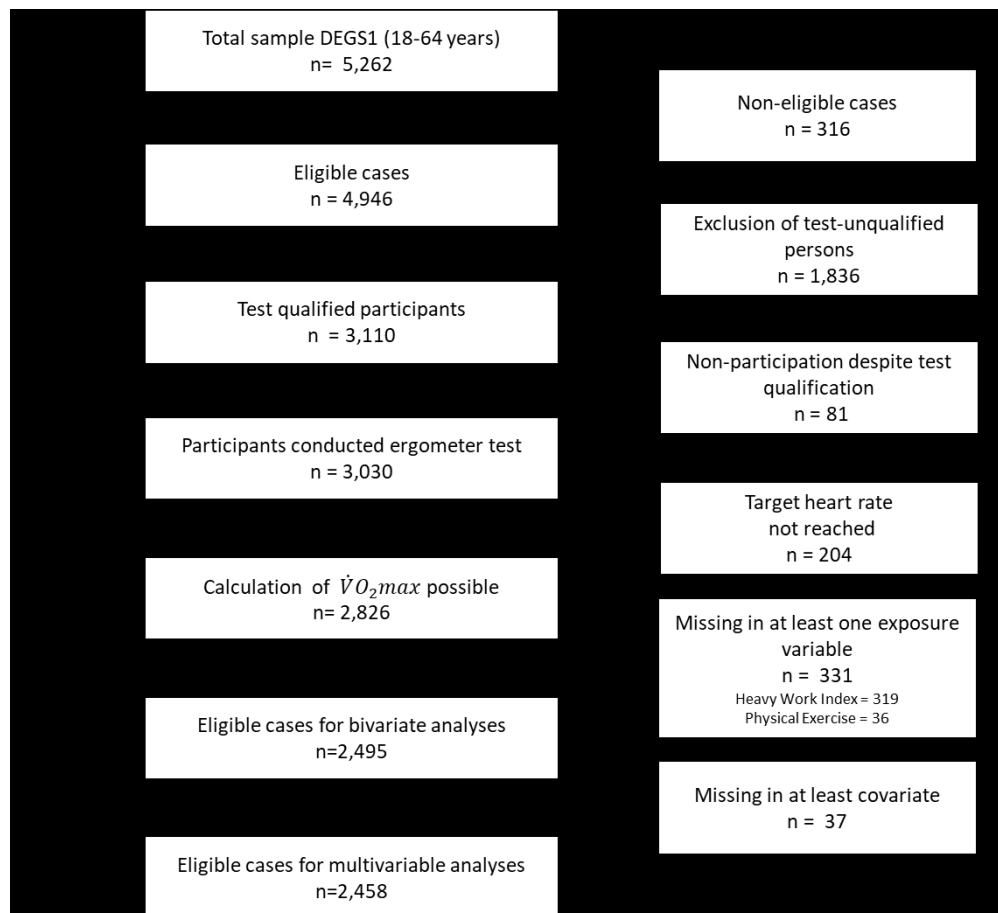 Total sample DEGS1 (18-64 years)
n=  5,262
Non-eligible cases
n = 316
Eligible cases
n = 4,946
Exclusion of test-unqualified
persons
n = 1,836
Test qualified participants
n  = 3,110
Non-participation despite test
qualification
n = 81
Participants conducted ergometer test
n = 3,030
Target heart rate
not reached
n = 204
Calculation  of  V̇O₂max possible
n= 2,826
Missing in at least one exposure
variable
n =  331
Heavy Work Index = 319
Physical Exercise = 36
Eligible cases for bivariate analyses
n=2,495
Missing in at least covariate
n =  37
Eligible cases for multivariable analyses
n=2,458